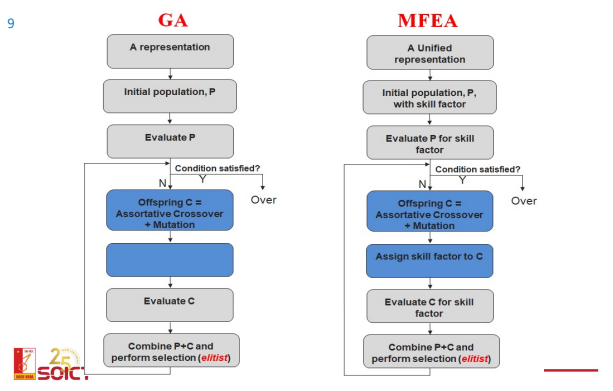 9
GA
A representation
Initial population, P
Evaluate P
Condition satisfied?
N
Y
Over
Offspring C =
Assortative Crossover
+ Mutation
Evaluate C
Combine P+C and
perform selection (elitist)
MFEA
A Unified
representation
Initial population, P,
with skill factor
Evaluate P for skill
factor
Condition satisfied?
N
Y
Over
Offspring C =
Assortative Crossover
+ Mutation
Assign skill factor to C
Evaluate C for skill
factor
Combine P+C and
perform selection (elitist)
25
SOICT